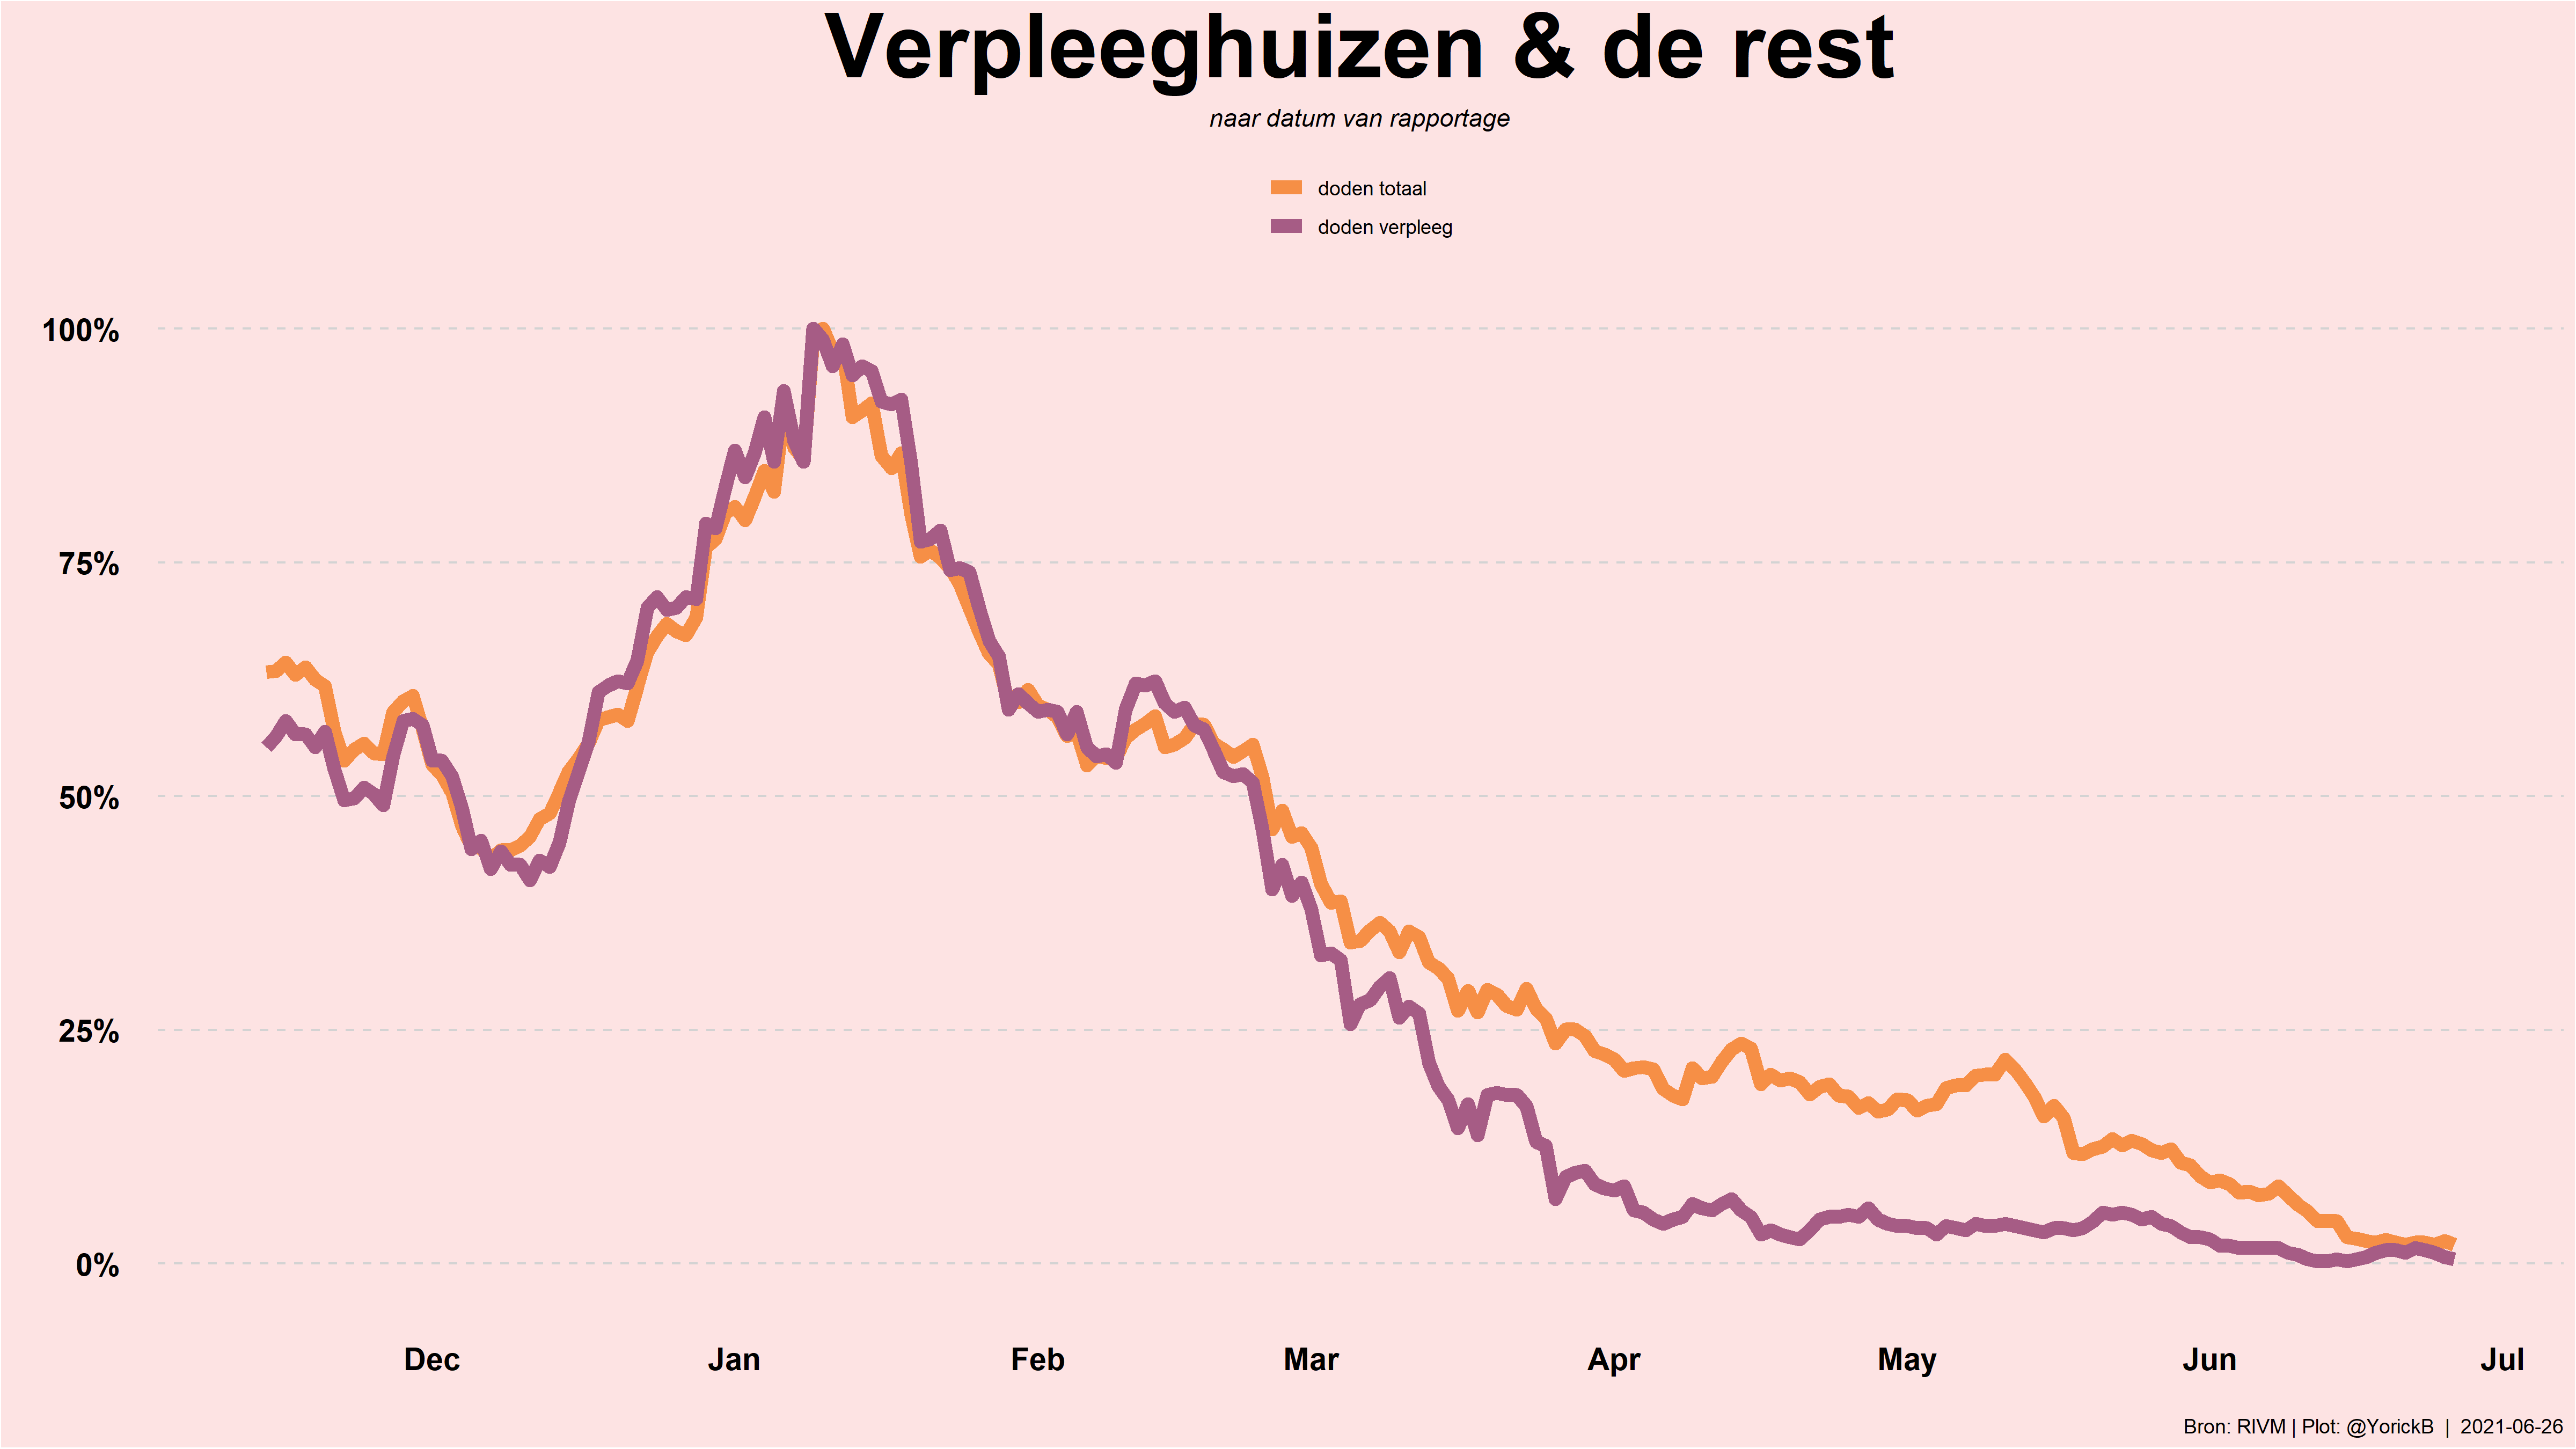 Verpleeghuizen & de rest
naar datum van rapportage
doden totaal
doden verpleeg
100%
75%
50%
25%
0%
Dec Jan Feb Mar Apr May Jun Jul
Bron: RIVM | Plot: @YorickB | 2021-06-26